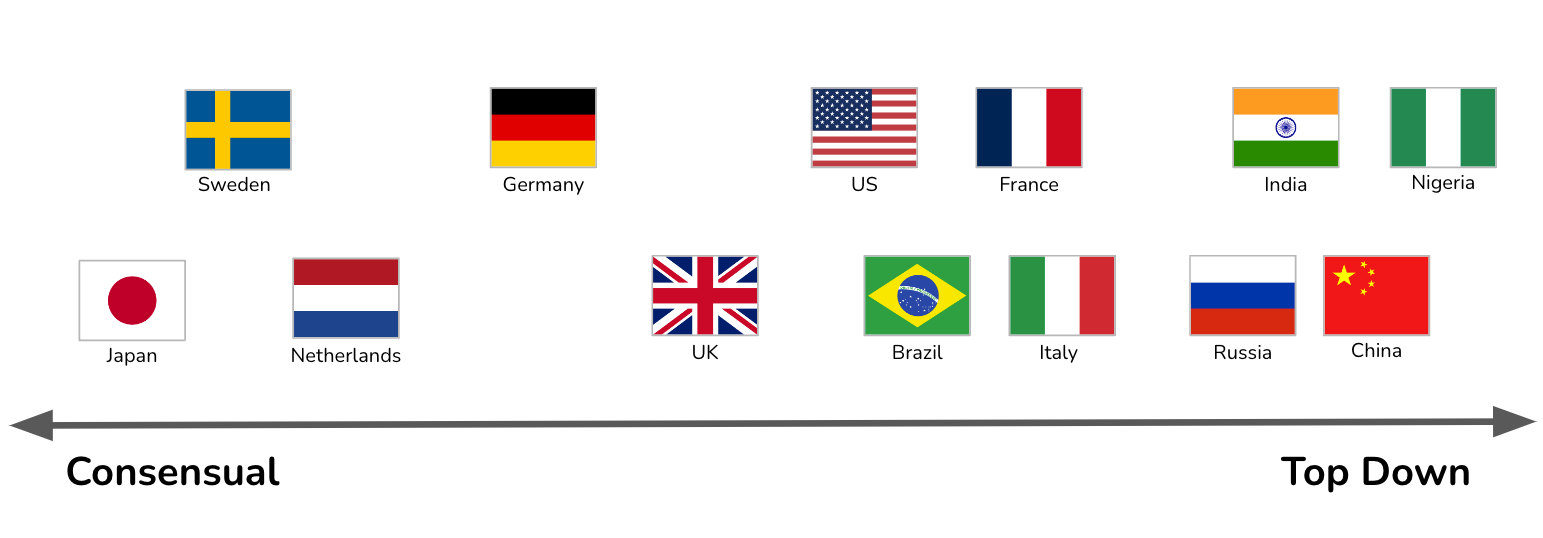 Sweden
Germany
US
France
India
Nigeria
Japan
Netherlands
UK
Brazil
Italy
Russia
China
Consensual
Top Down